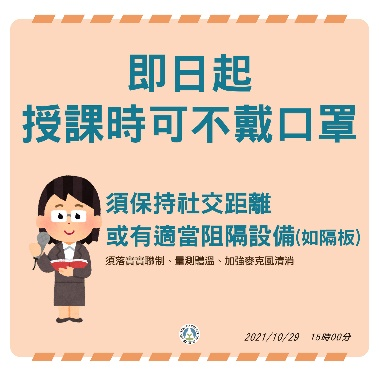 即日起
授課時可不戴口罩
須保持社交距離
或有適當阻隔設備(如隔板)
須落實實聯制、量測體溫、加強麥克風清消
2021/10/29 15時00分